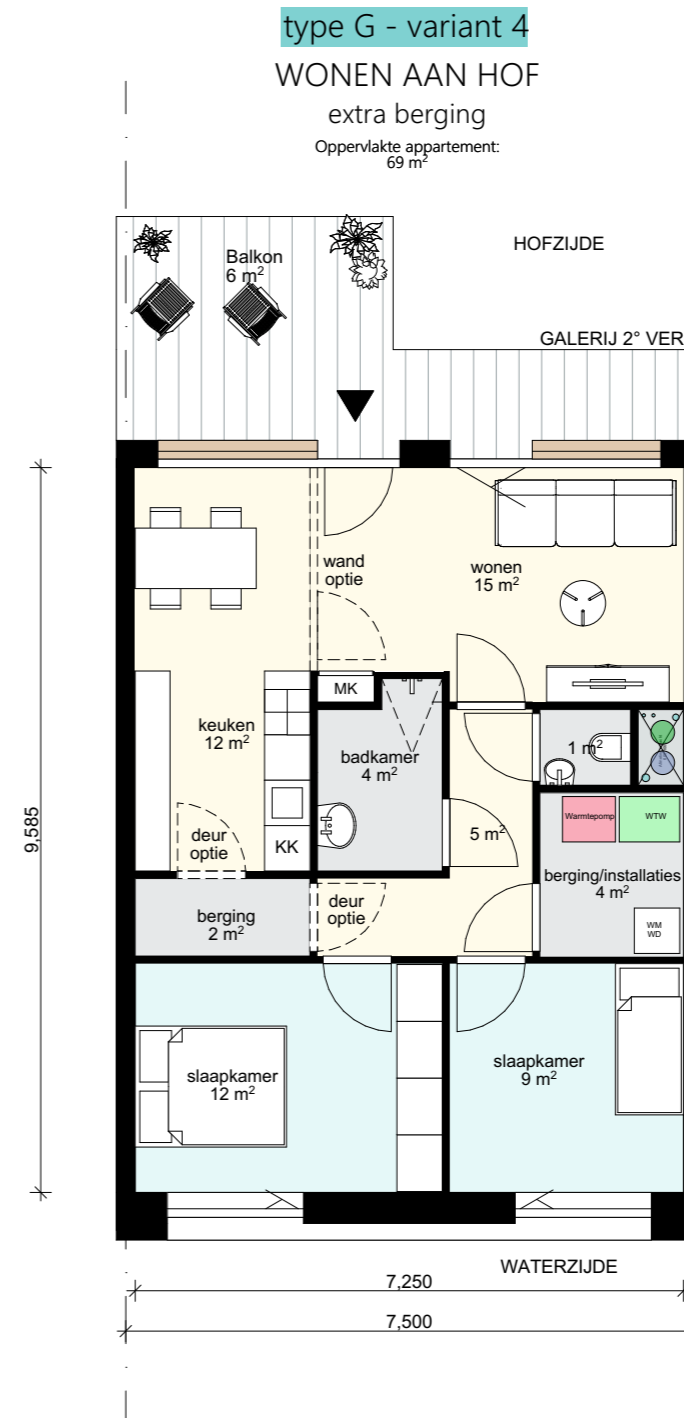 type G - variant 4
WONEN AAN HOF
extra berging
Oppervlakte appartement:
69 m²
HOFZIJDE
Balkon
6 m²
GALERIJ 2° VER
wand
optie
wonen
15 m²
MK
keuken
12 m²
badkamer
4 m²
1 m²
Warmtepomp
WTW
9,585
deur
optie
KK
5 m²
berging/installaties
4 m²
berging
2 m²
deur
optie
WM
WD
slaapkamer
12 m²
slaapkamer
9 m²
WATERZIJDE
7,250
7,500